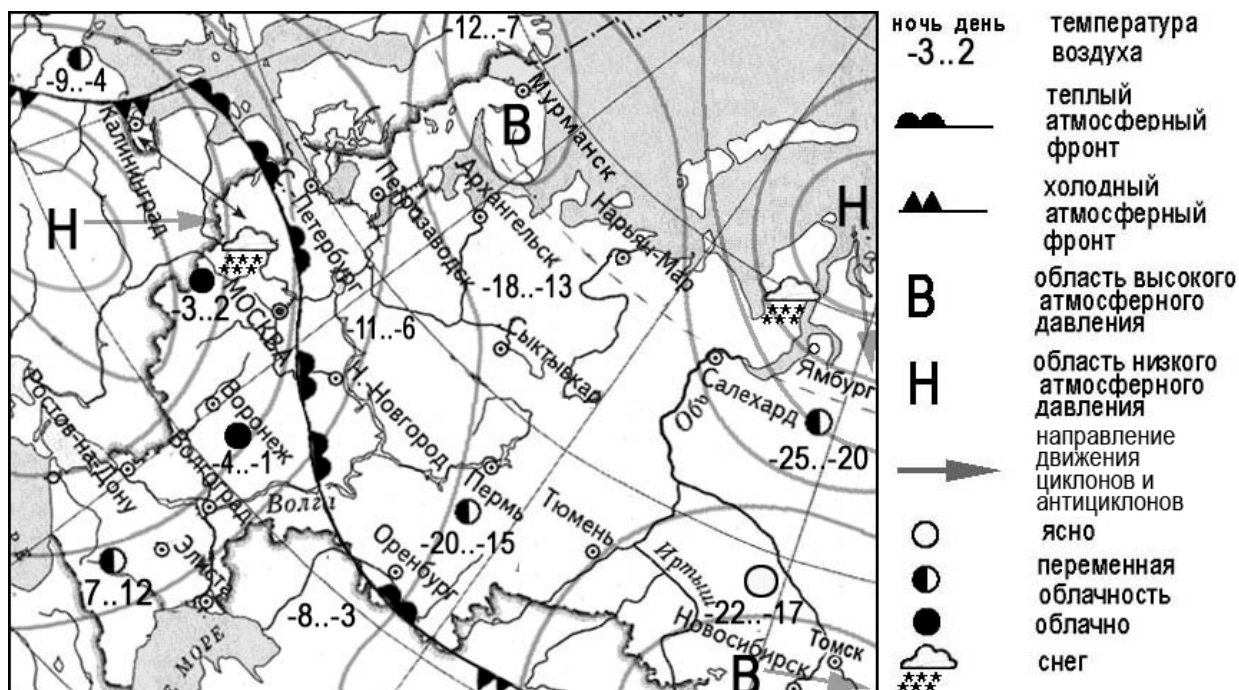 -12..-7
-9..-4
Мурманск
В
Калининград
С.-Петербург
Петрозаводск
Архангельск
Нарьян-Мар
Н
Н
-18..-13
-3..2
МОСКВА
-11..-6
Сыктывкар
Ямбург
Салехард
Обь
Н.-Новгород
Воронеж
-4..-1
Ростов-на-Дону
Волгоград
-25..-20
Волга
Пермь
Тюмень
-20..-15
Оренбург
Элиста
7..12
-8..-3
Иртыш
-22..-17
Новосибирск
Томск
МОРЕ
РЕ
В
ночь день
-3..2
температура
воздуха
теплый
атмосферный
фронт
холодный
атмосферный
фронт
В
область высокого
атмосферного
давления
Н
область низкого
атмосферного
давления
направление
движения
циклонов и
антициклонов
ясно
переменная
облачность
облачно
снег